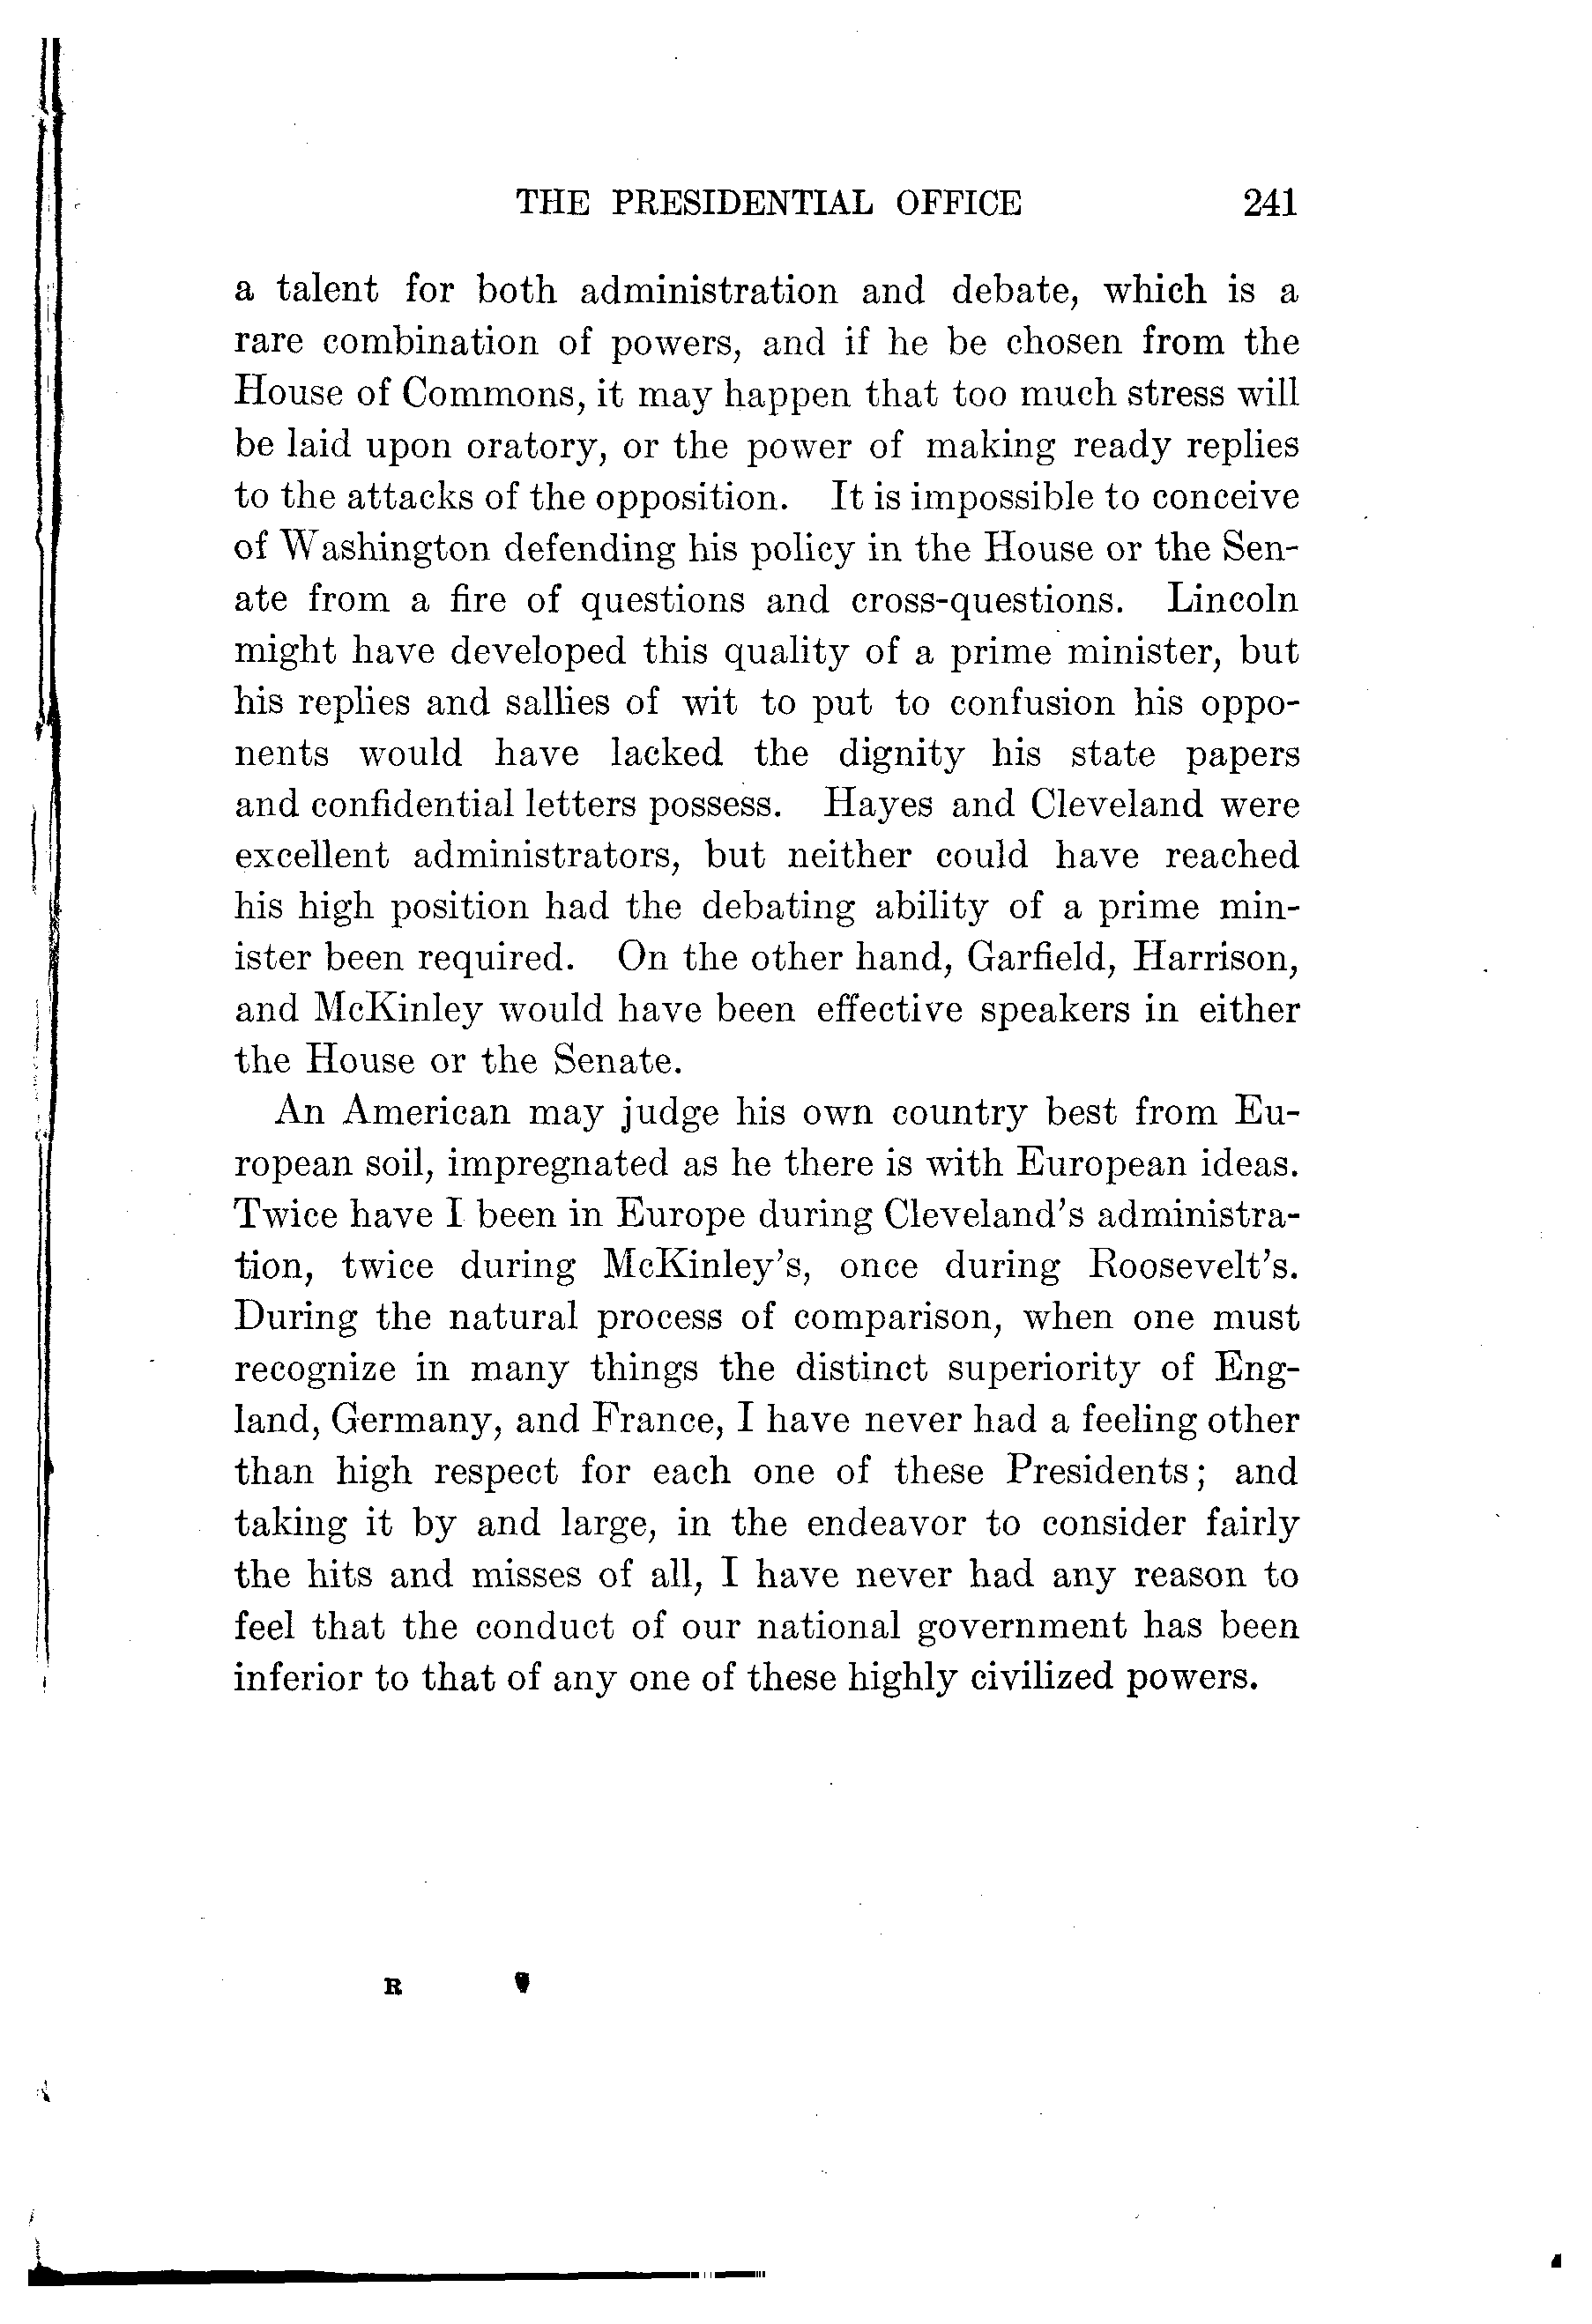 THE PRESIDENTIAL OFFICE 241
a talent for both administration and debate, which is a
rare combination of powers, and if he be chosen from the
House of Commons, it may happen that too much stress will
be laid upon oratory, or the power of making ready replies
to the attacks of the opposition. It is impossible to conceive
of Washington defending his policy in the House or the Sen-
ate from a fire of questions and cross-questions. Lincoln
might have developed this quality of a prime minister, but
his replies and sallies of wit to put to confusion his oppo-
nents would have lacked the dignity his state papers
and confidential letters possess. Hayes and Cleveland were
excellent administrators, but neither could have reached
his high position had the debating ability of a prime min-
ister been required. On the other hand, Garfield, Harrison,
and McKinley would have been effective speakers in either
the House or the Senate.
An American may judge his own country best from Eu-
ropean soil, impregnated as he there is with European ideas.
Twice have I been in Europe during Cleveland's administra-
tion, twice during McKinley's, once during Roosevelt's.
During the natural process of comparison, when one must
recognize in many things the distinct superiority of Eng-
land, Germany, and France, I have never had a feeling other
than high respect for each one of these Presidents; and
taking it by and large, in the endeavor to consider fairly
the hits and misses of all, I have never had any reason to
feel that the conduct of our national government has been
inferior to that of any one of these highly civilized powers.
R